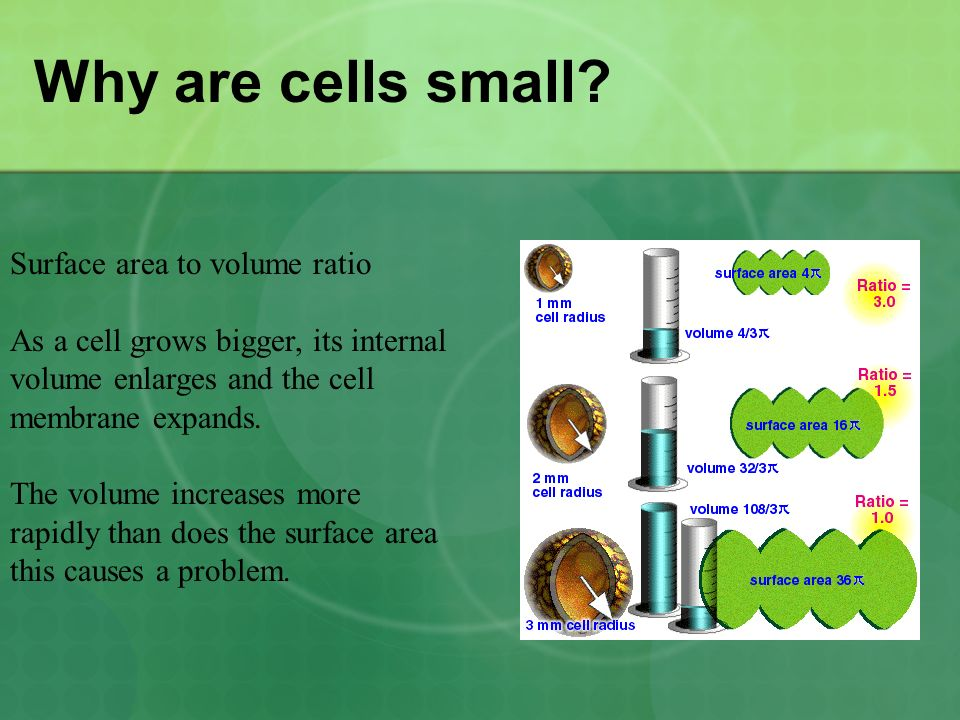 Why are cells small?
Surface area to volume ratio
As a cell grows bigger, its internal
volume enlarges and the cell
membrane expands.
The volume increases more
rapidly than does the surface area
this causes a problem.
1 mm
cell radius
volume 4/3π
surface area 4π
Ratio =
3.0
2 mm
cell radius
volume 32/3π
surface area 16π
Ratio =
1.5
3 mm cell radius
volume 108/3π
surface area 36π
Ratio =
1.0